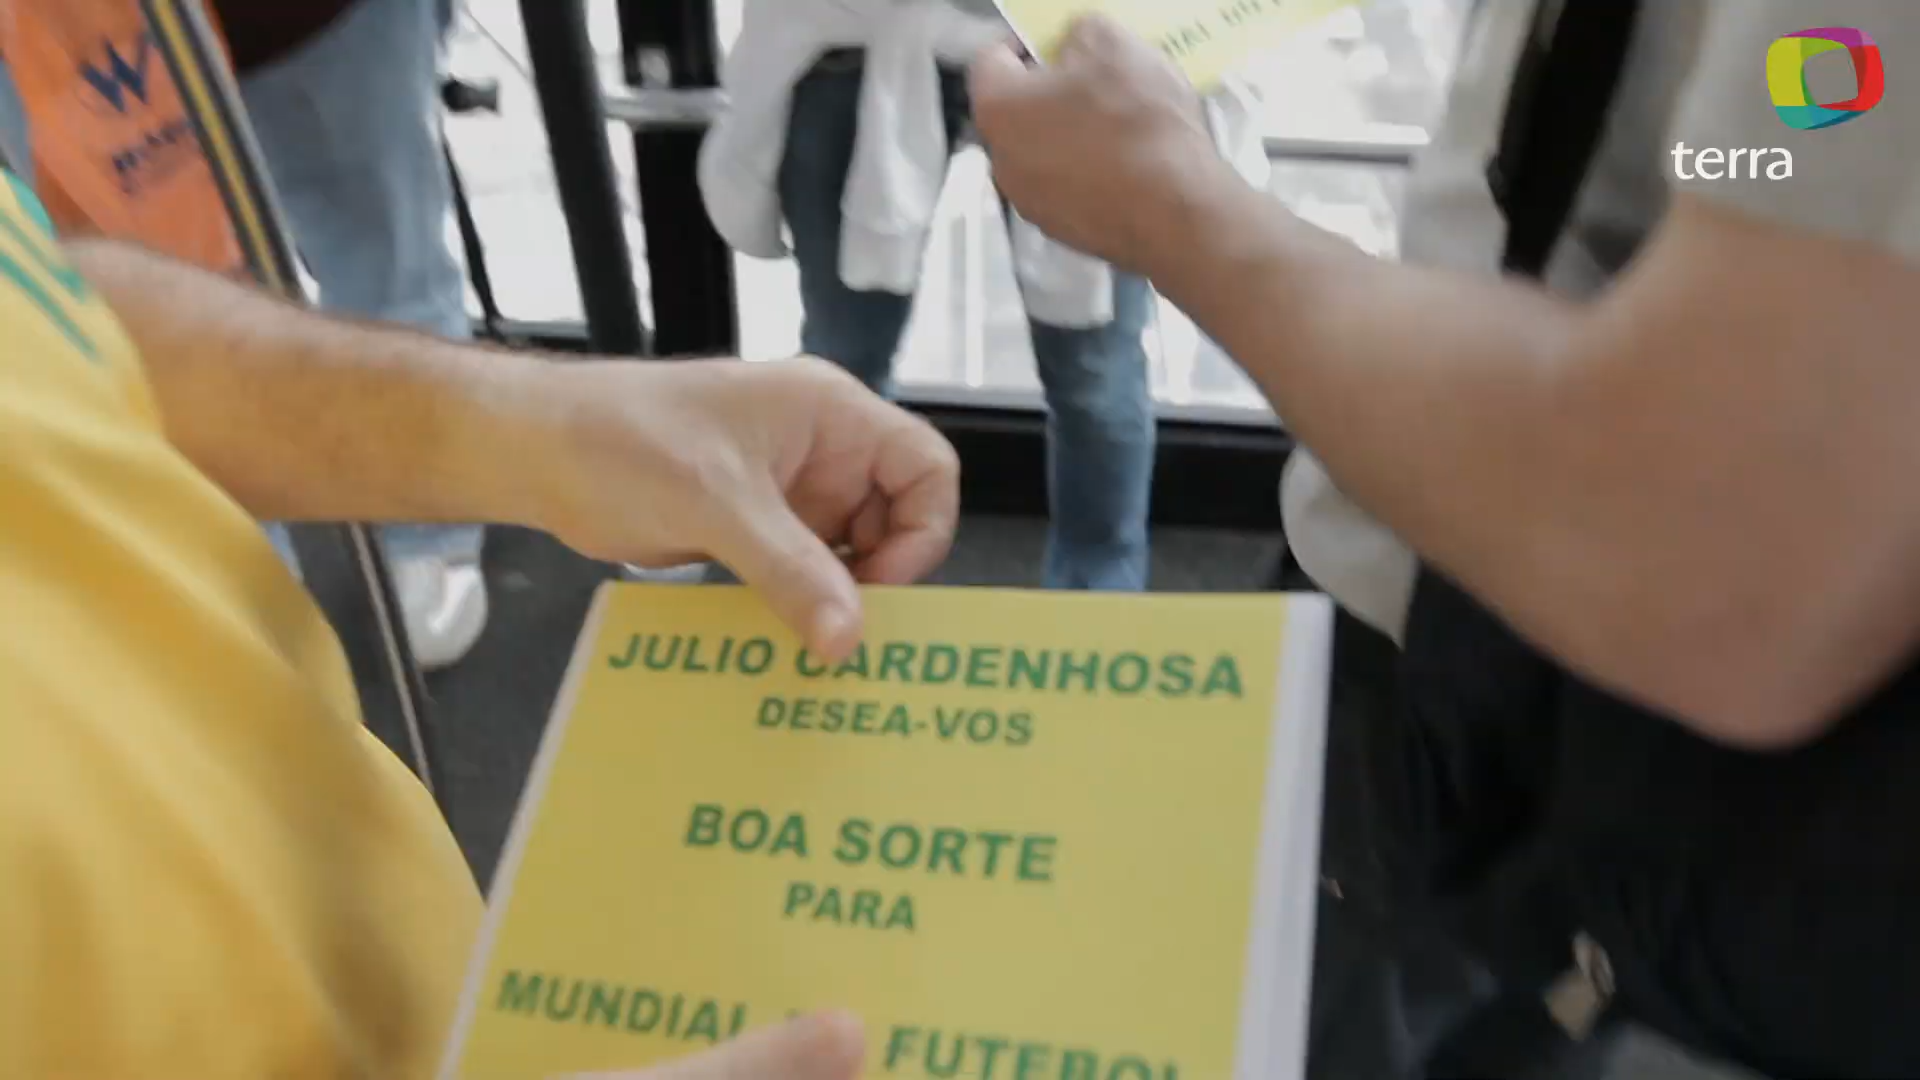 terra
W
JULIO CARDENHOSA
DESEA-VOS
BOA SORTE
PARA
MUNDIAL FUTEBOL